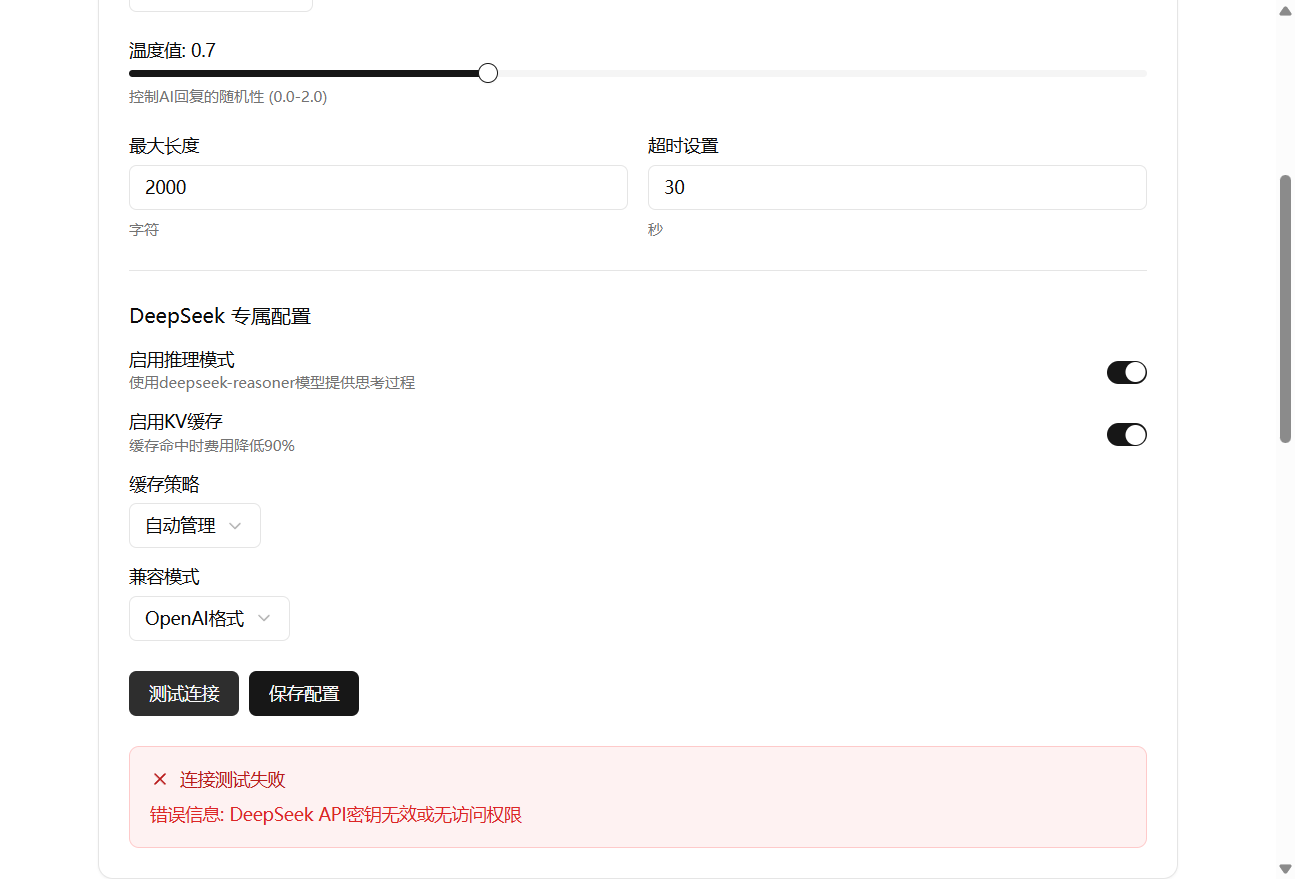 温度值: 0.7
控制AI回复的随机性 (0.0-2.0)
最大长度
超时设置
2000
30
字符
秒
DeepSeek 专属配置
启用推理模式
使用deepseek-reasoner模型提供思考过程
启用KV缓存
缓存命中时费用降低90%
缓存策略
自动管理
兼容模式
OpenAI格式
测试连接
保存配置
连接测试失败
错误信息: DeepSeek API密钥无效或无访问权限